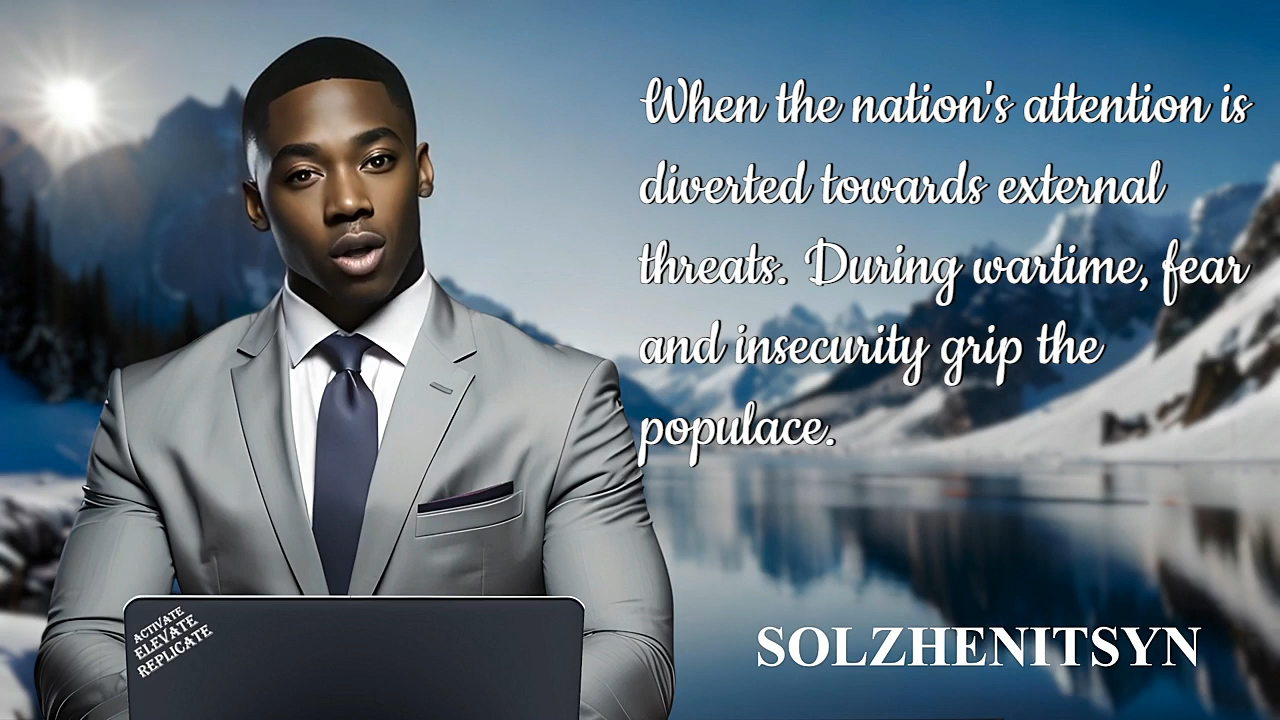 When the nation's attention is
diverted towards external
threats. During wartime, fear
and insecurity grip the
populace.
SOLZHENITSYN
ACTIVATE
ELEVATE
REPLICATE